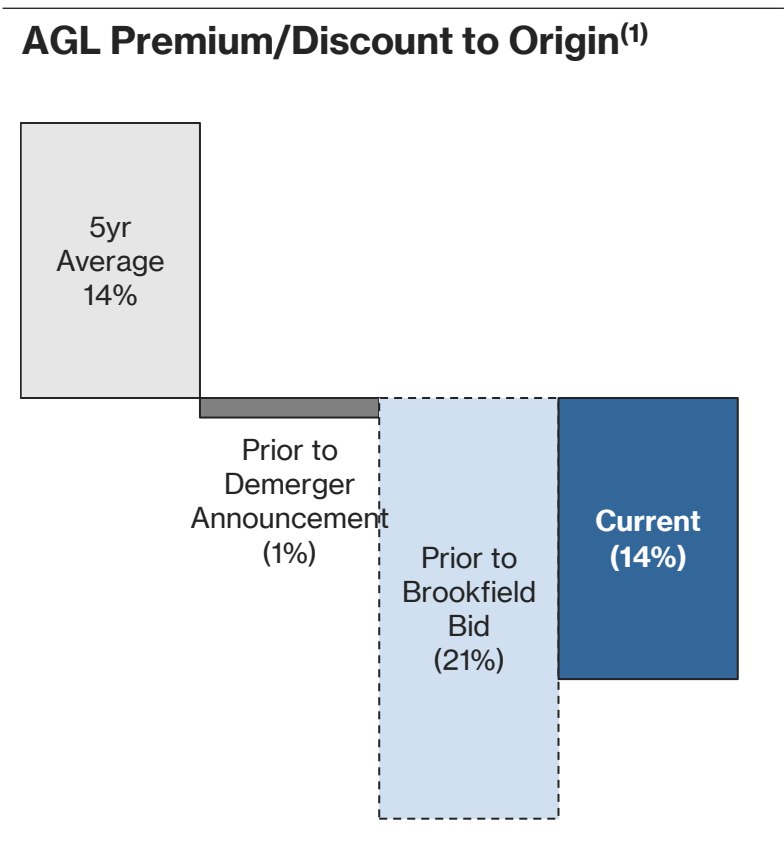 AGL Premium/Discount to Origin(1)
5yr
Average
14%
Prior to
Demerger
Announcement
(1%)
Prior to
Brookfield
Bid
(21%)
Current
(14%)